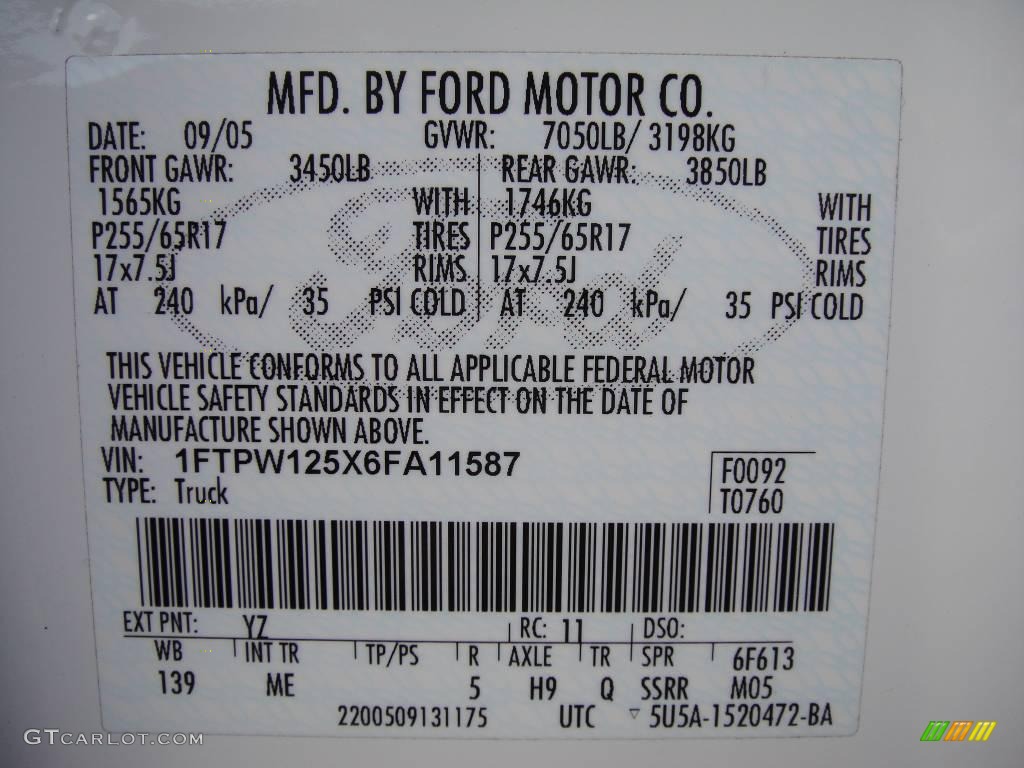 MFD. BY FORD MOTOR CO.
DATE: 09/05 GVWR: 7050LB/ 3198KG
FRONT GAWR: 3450LB REAR GAWR: 3850LB
1565KG WITH 1746KG WITH
P255/65R17 TIRES P255/65R17 TIRES
17x7.5J RIMS 17x7.5J RIMS
AT 240 kPa/ 35 PSI COLD AT 240 kPa/ 35 PSI COLD
Ford
THIS VEHICLE CONFORMS TO ALL APPLICABLE FEDERAL MOTOR
VEHICLE SAFETY STANDARDS IN EFFECT ON THE DATE OF
MANUFACTURE SHOWN ABOVE.
VIN: 1FTPW125X6FA11587 F0092
TYPE: Truck T0760
EXT PNT: YZ RC: 11 DSO:
WB INT TR TP/PS R AXLE TR SPR 6F613
139 ME 5 H9 Q SSRR M05
2200509131175 UTC ▽ 5U5A-1520472-BA
GTCARLOT.COM